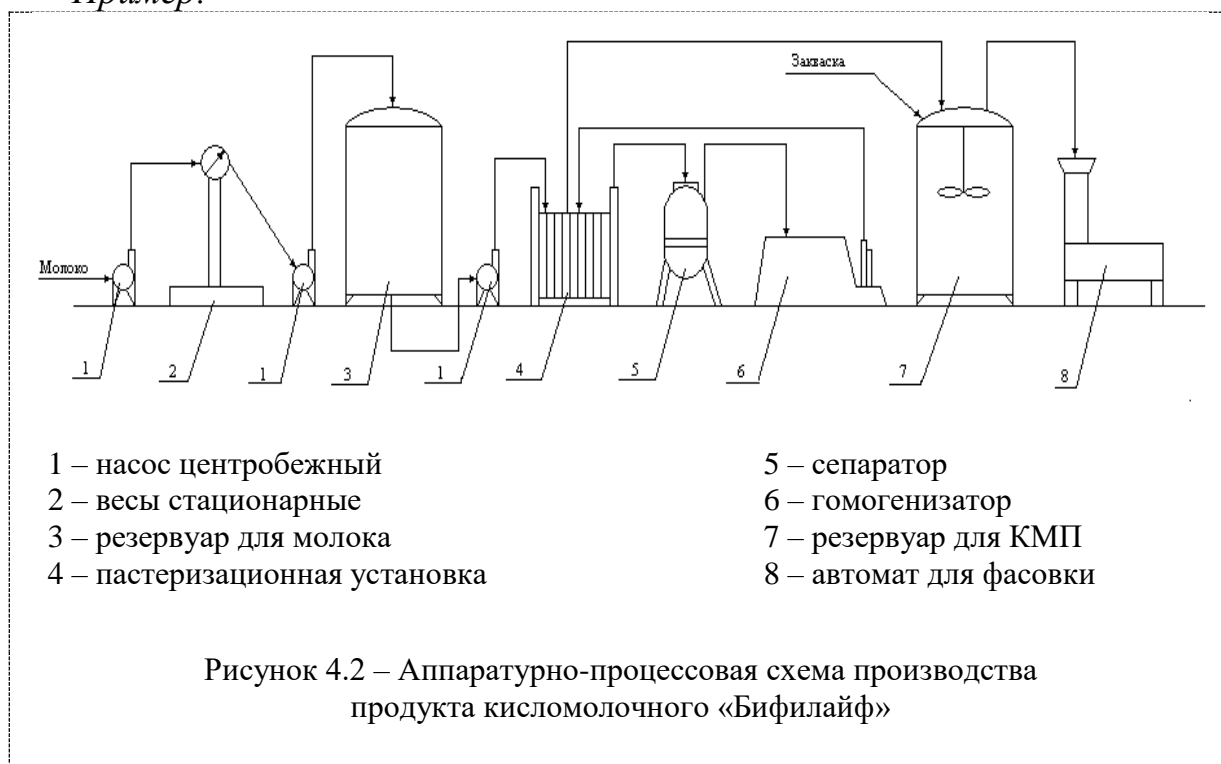 Пример:
Закваска
Молоко
1
2
1
3
1
4
5
6
7
8
1 – насос центробежный
2 – весы стационарные
3 – резервуар для молока
4 – пастеризационная установка
5 – сепаратор
6 – гомогенизатор
7 – резервуар для КМП
8 – автомат для фасовки
Рисунок 4.2 – Аппаратурно-процессовая схема производства
продукта кисломолочного «Бифилайф»